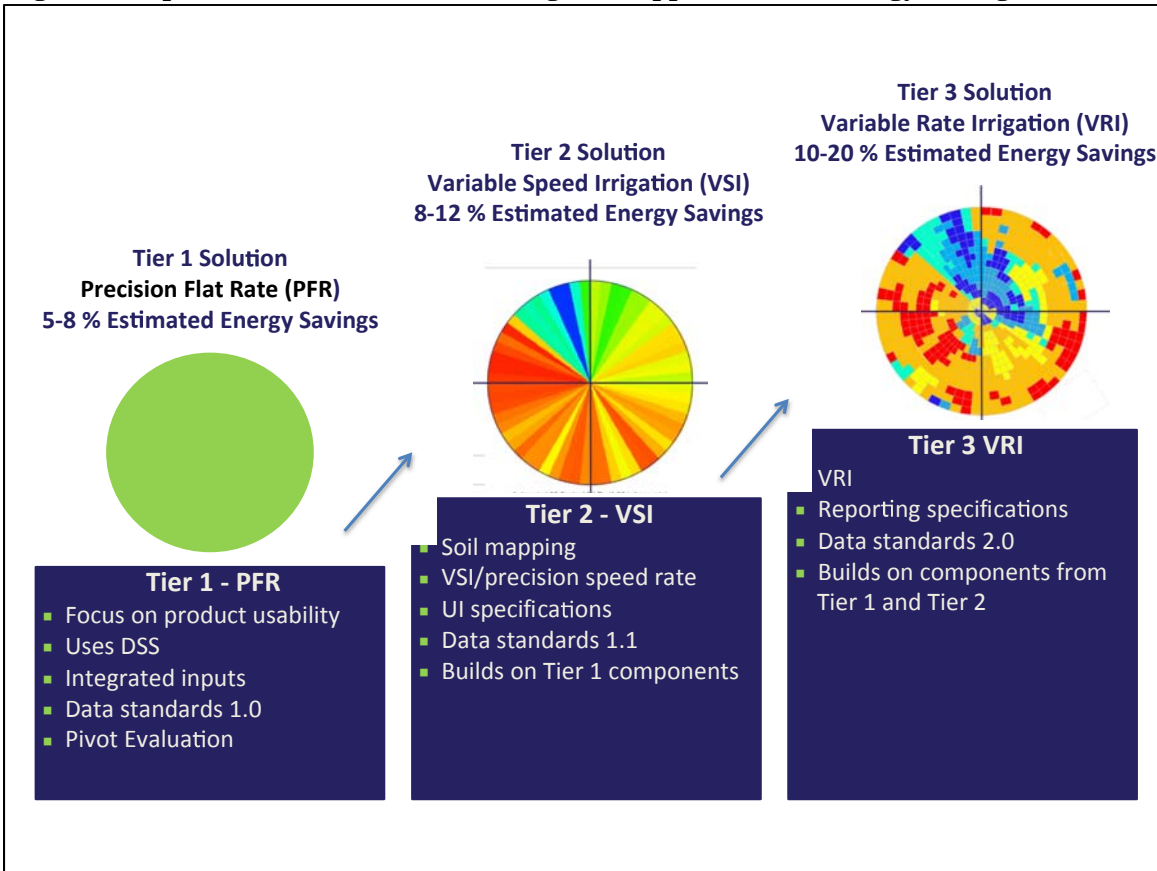 Tier 1 Solution
Precision Flat Rate (PFR)
5-8 % Estimated Energy Savings
Tier 2 Solution
Variable Speed Irrigation (VSI)
8-12 % Estimated Energy Savings
Tier 3 Solution
Variable Rate Irrigation (VRI)
10-20 % Estimated Energy Savings
Tier 1 - PFR
Focus on product usability
Uses DSS
Integrated inputs
Data standards 1.0
Pivot Evaluation
Tier 2 - VSI
Soil mapping
VSI/precision speed rate
UI specifications
Data standards 1.1
Builds on Tier 1 components
Tier 3 VRI
VRI
Reporting specifications
Data standards 2.0
Builds on components from
Tier 1 and Tier 2